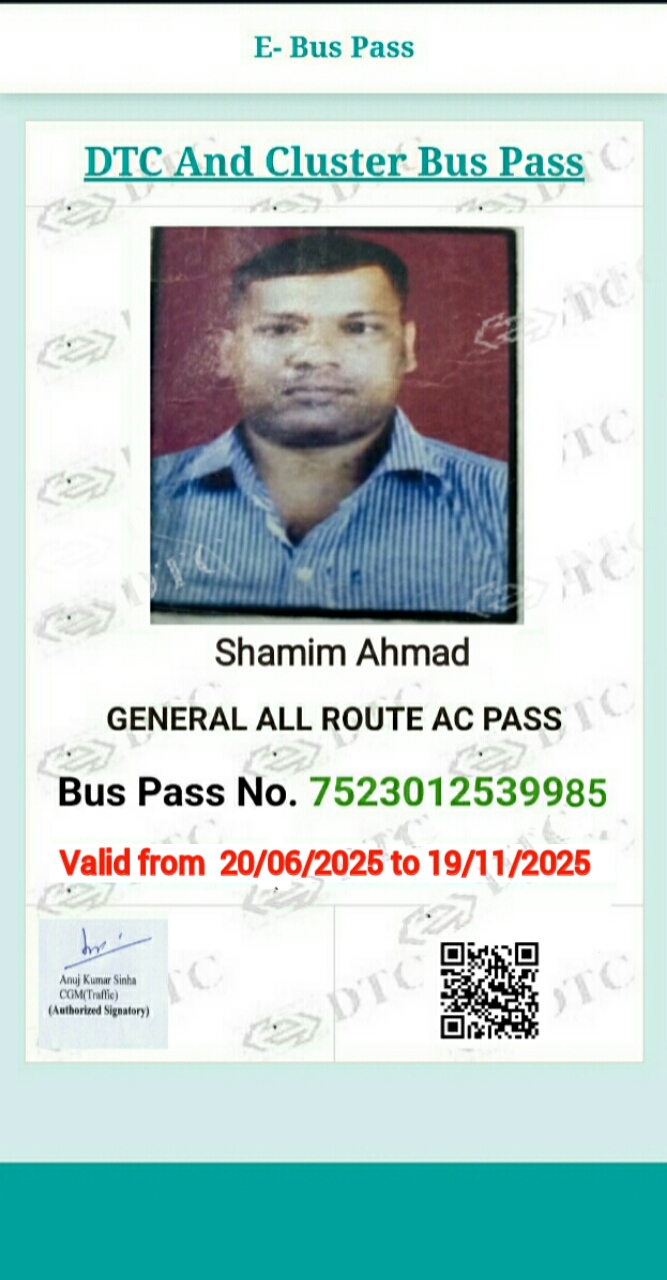 E- Bus Pass
DTC And Cluster Bus Pass
Shamim Ahmad
GENERAL ALL ROUTE AC PASS
Bus Pass No. 7523012539985
Valid from 20/06/2025 to 19/11/2025
Anuj Kumar Sinha
CGM(Traffic)
(Authorized Signatory)
DTC